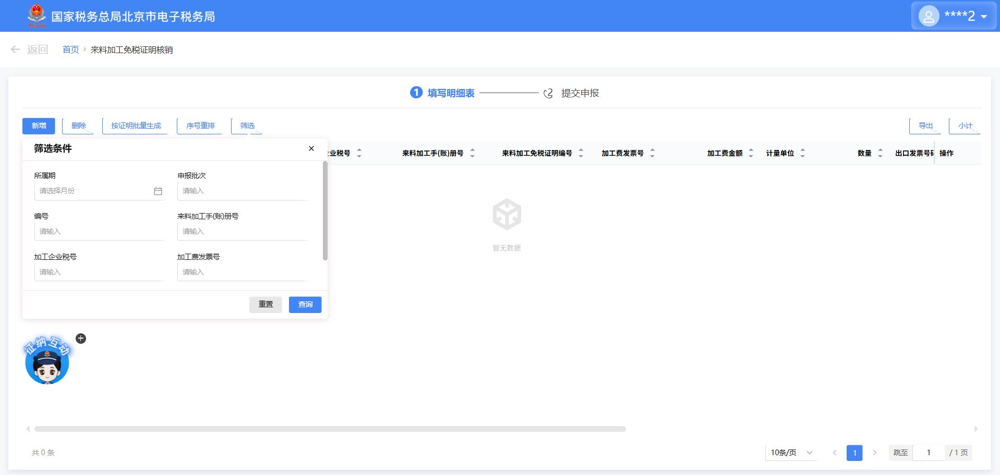 国家税务总局北京市电子税务局
****2
返回 首页 > 来料加工免税证明核销
1 填写明细表 2 提交申报
新增 删除 按证明批量生成 序号重排 筛选 导出 小计
筛选条件
企业税号 来料加工手(账)册号 来料加工免税证明编号 加工费发票号 加工费金额 计量单位 数量 出口发票号码 操作
所属期 申报批次
请选择月份 请输入
编号 来料加工手(账)册号
请输入 请输入
加工企业税号 加工费发票号
请输入 请输入
重置 查询
暂无数据
征纳互动
共 0 条 10条/页 1 跳至 1 / 1 页